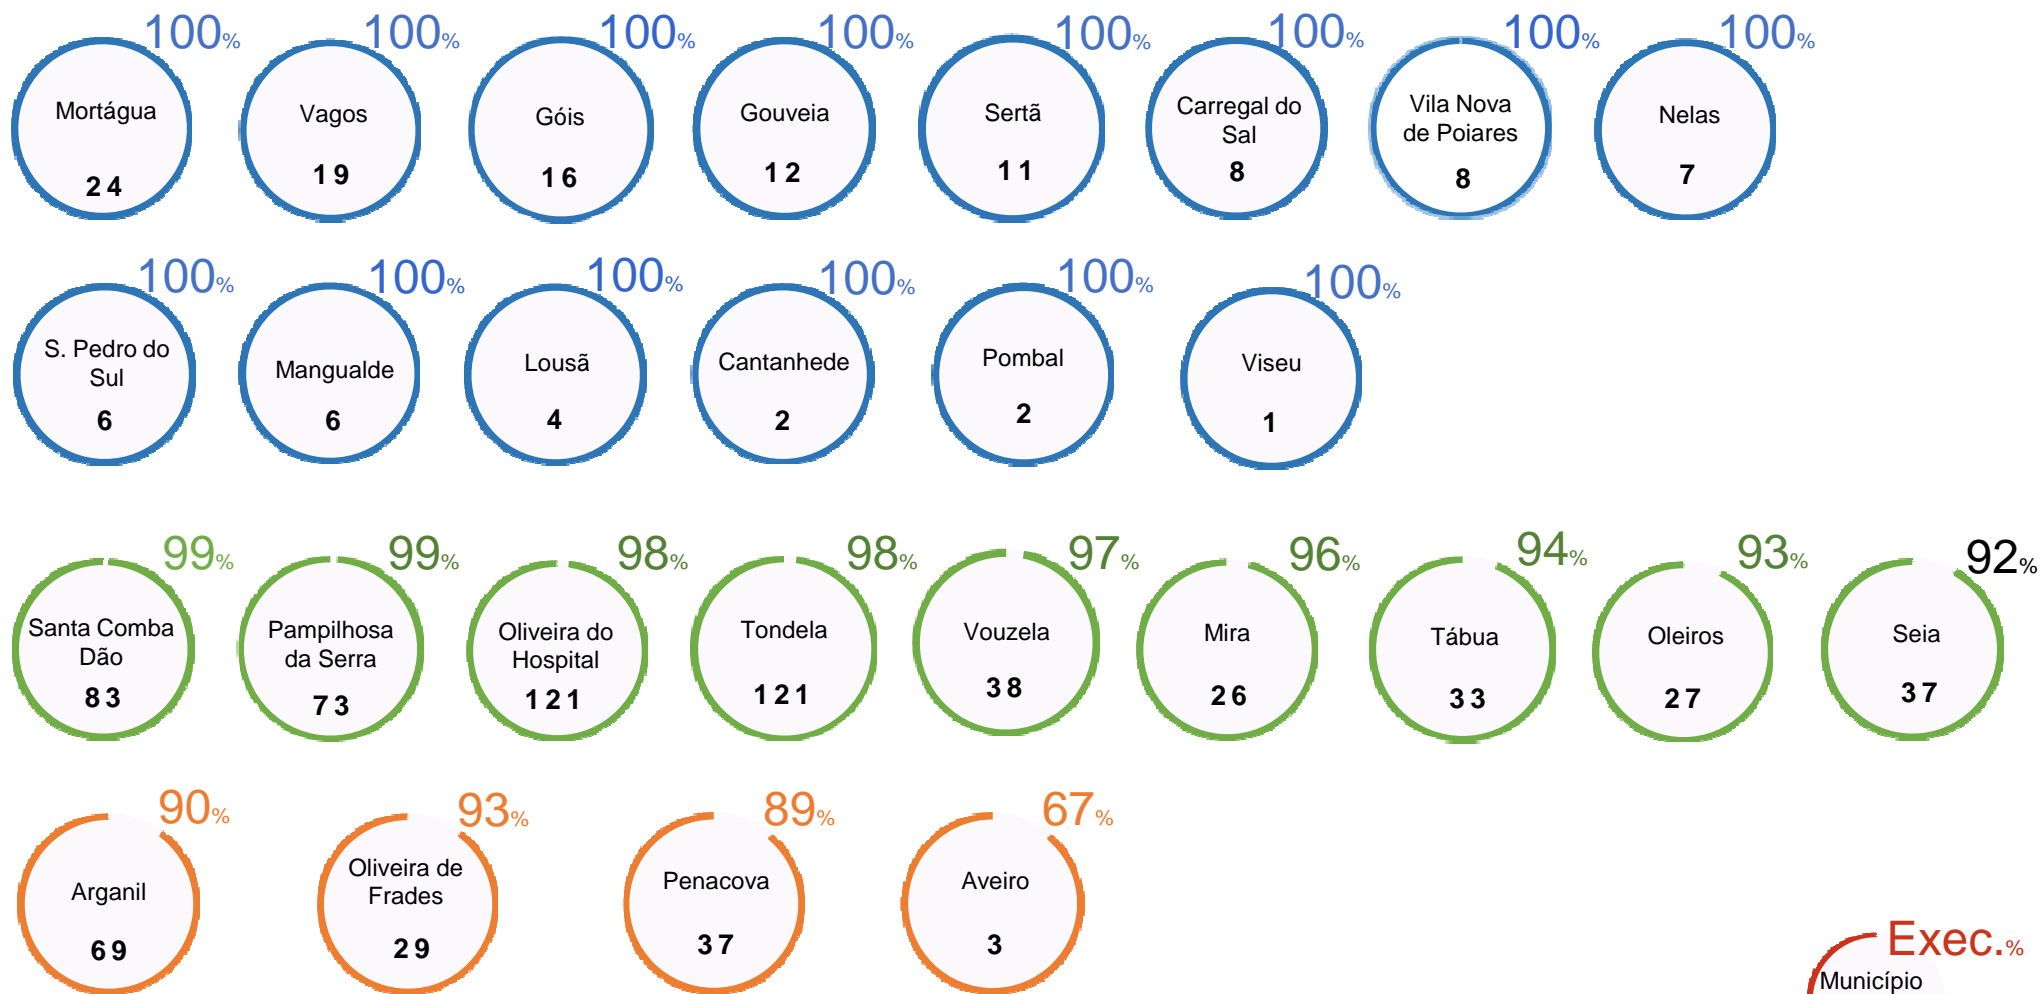 100% 100% 100% 100% 100% 100% 100% 100%
Mortágua Vagos Góis Gouveia Sertã Carregal do Sal Vila Nova de Poiares Nelas
24 19 16 12 11 8 8 7
100% 100% 100% 100% 100% 100%
S. Pedro do Sul Mangualde Lousã Cantanhede Pombal Viseu
6 6 4 2 2 1
99% 99% 98% 98% 97% 96% 94% 93% 92%
Santa Comba Dão Pampilhosa da Serra Oliveira do Hospital Tondela Vouzela Mira Tábua Oleiros Seia
83 73 121 121 38 26 33 27 37
90% 93% 89% 67%
Arganil Oliveira de Frades Penacova Aveiro
69 29 37 3
Exec.%
Município